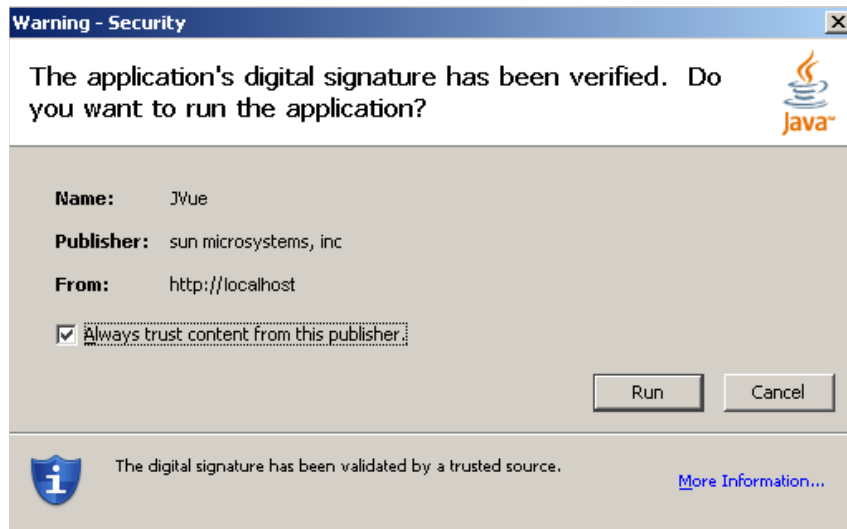 Warning - Security
The application's digital signature has been verified. Do
you want to run the application?
Java™
Name: JVue
Publisher: sun microsystems, inc
From: http://localhost
Always trust content from this publisher.
Run Cancel
The digital signature has been validated by a trusted source.
More Information...